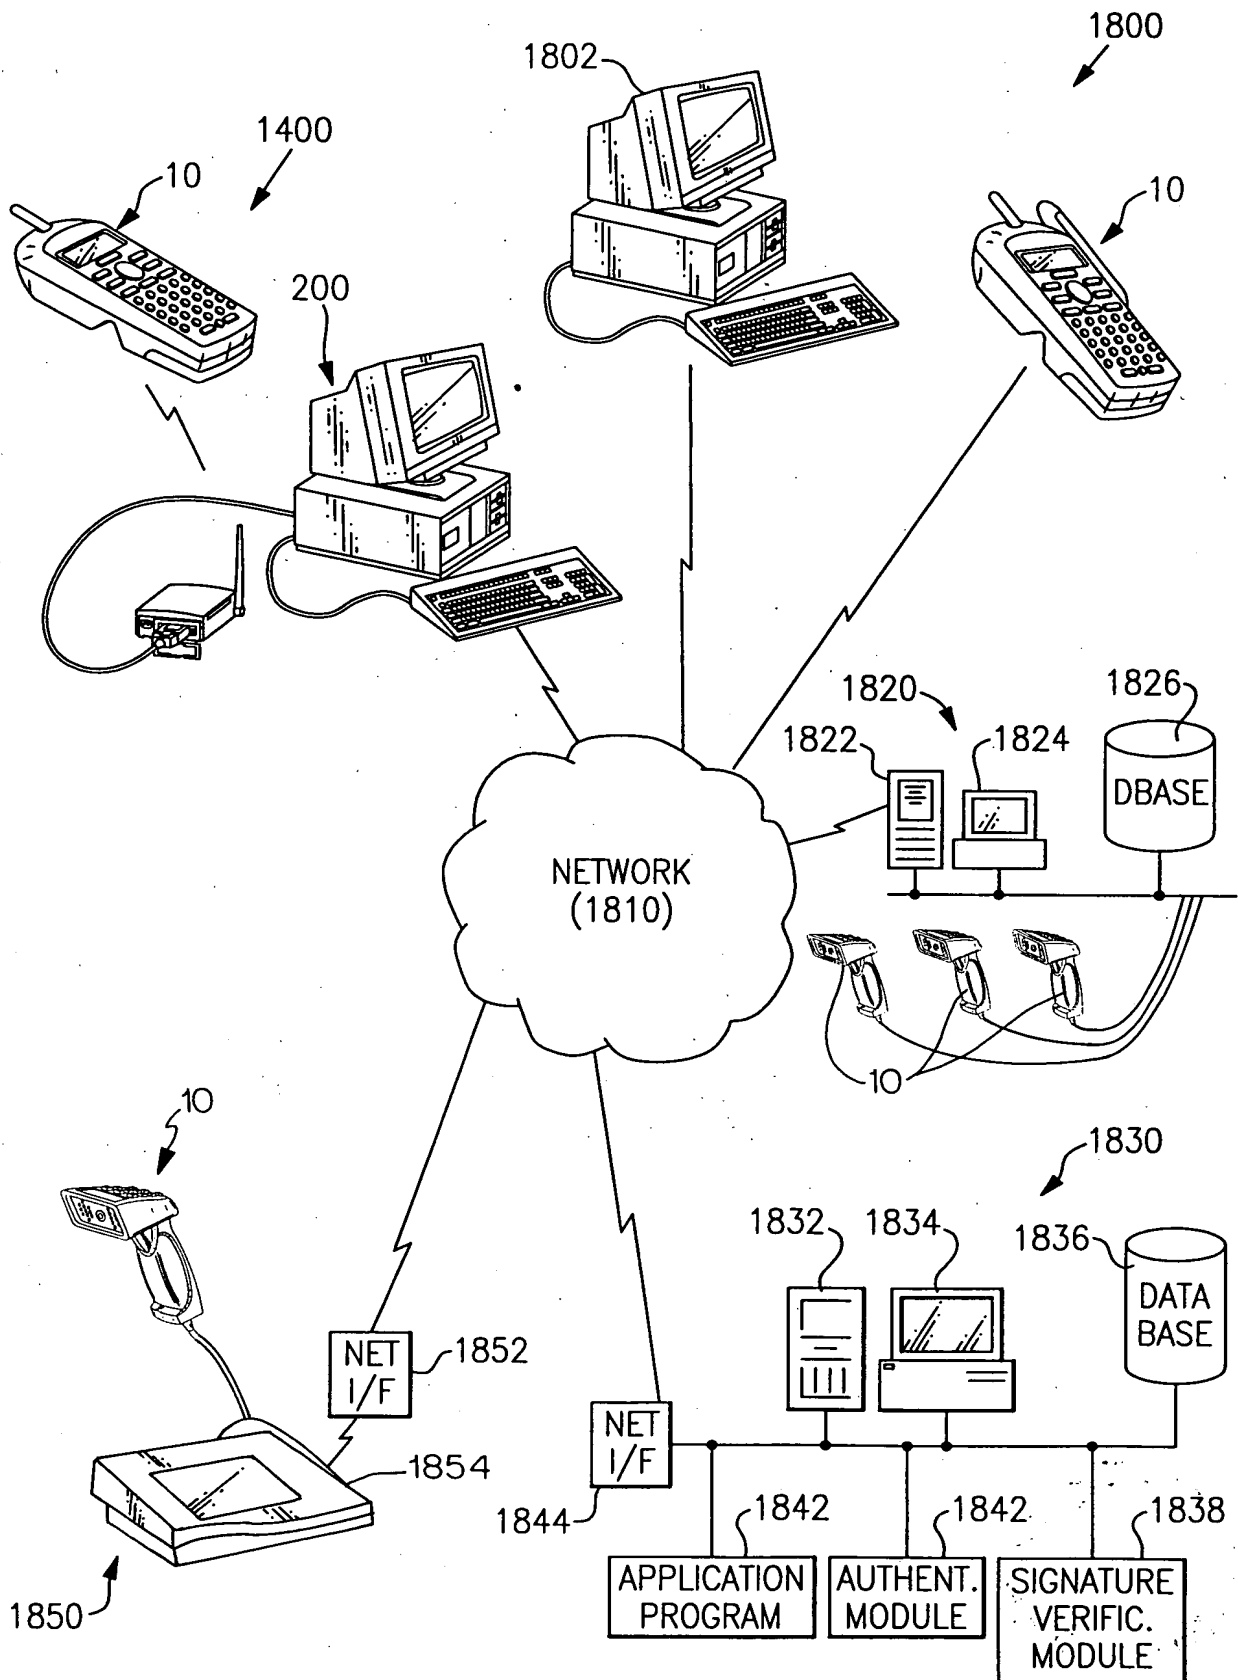 1800
1802
1400
10
10
200
1820
1826
1822
1824
DBASE
NETWORK
(1810)
10
10
1830
1832
1834
1836
DATA
BASE
NET
I/F
1852
NET
I/F
1854
1844
1842
1842
1838
1850
APPLICATION
PROGRAM
AUTHENT.
MODULE
SIGNATURE
VERIFIC.
MODULE